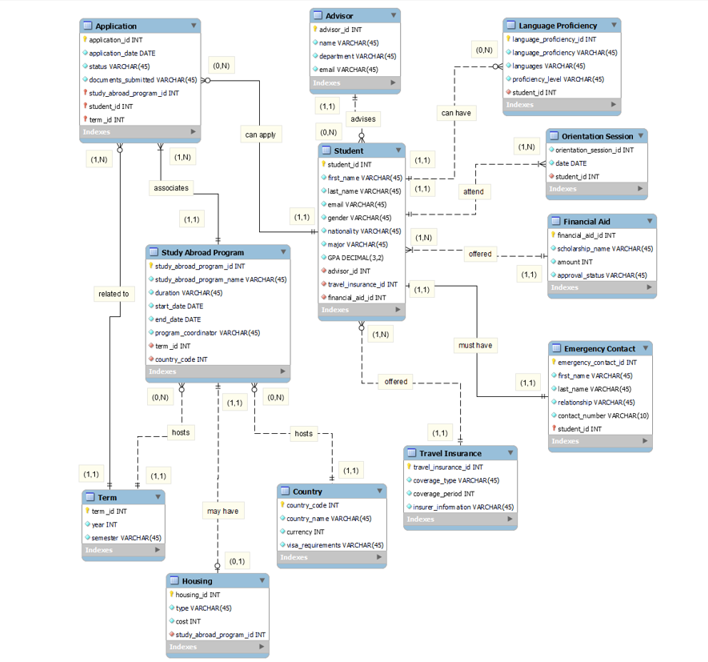 Application
application_id INT
application_date DATE
status VARCHAR(45)
documents_submitted VARCHAR(45)
study_abroad_program_id INT
student_id INT
term_id INT
Indexes
Advisor
advisor_id INT
name VARCHAR(45)
department VARCHAR(45)
email VARCHAR(45)
Indexes
Language Proficiency
language_proficiency_id INT
language_proficiency VARCHAR(45)
languages VARCHAR(45)
proficiency_level VARCHAR(45)
student_id INT
Indexes
(0,N)
(0,N)
(1,1)
advises
(0,N)
can apply
can have
(1,N)
(1,N)
associates
(1,1)
Student
student_id INT
first_name VARCHAR(45)
last_name VARCHAR(45)
email VARCHAR(45)
gender VARCHAR(45)
nationality VARCHAR(45)
major VARCHAR(45)
GPA DECIMAL(3,2)
advisor_id INT
travel_insurance_id INT
financial_aid_id INT
Indexes
(1,1)
(1,1)
(1,1)
attend
(1,N)
Orientation Session
orientation_session_id INT
date DATE
student_id INT
Indexes
(1,N)
offered
(1,1)
Financial Aid
financial_aid_id INT
scholarship_name VARCHAR(45)
amount INT
approval_status VARCHAR(45)
Indexes
Study Abroad Program
study_abroad_program_id INT
study_abroad_program_name VARCHAR(45)
duration VARCHAR(45)
start_date DATE
end_date DATE
program_coordinator VARCHAR(45)
term_id INT
country_code INT
Indexes
related to
(1,1)
must have
(1,1)
Emergency Contact
emergency_contact_id INT
first_name VARCHAR(45)
last_name VARCHAR(45)
relationship VARCHAR(45)
contact_number VARCHAR(10)
student_id INT
Indexes
(1,N)
offered
(1,1)
Travel Insurance
travel_insurance_id INT
coverage_type VARCHAR(45)
coverage_period INT
insurer_information VARCHAR(45)
Indexes
(0,N)
(1,1)
(0,N)
hosts
hosts
(1,1)
(1,1)
(1,1)
Term
term_id INT
year INT
semester VARCHAR(45)
Indexes
may have
(0,1)
Country
country_code INT
country_name VARCHAR(45)
currency INT
visa_requirements VARCHAR(45)
Indexes
Housing
housing_id INT
type VARCHAR(45)
cost INT
study_abroad_program_id INT
Indexes